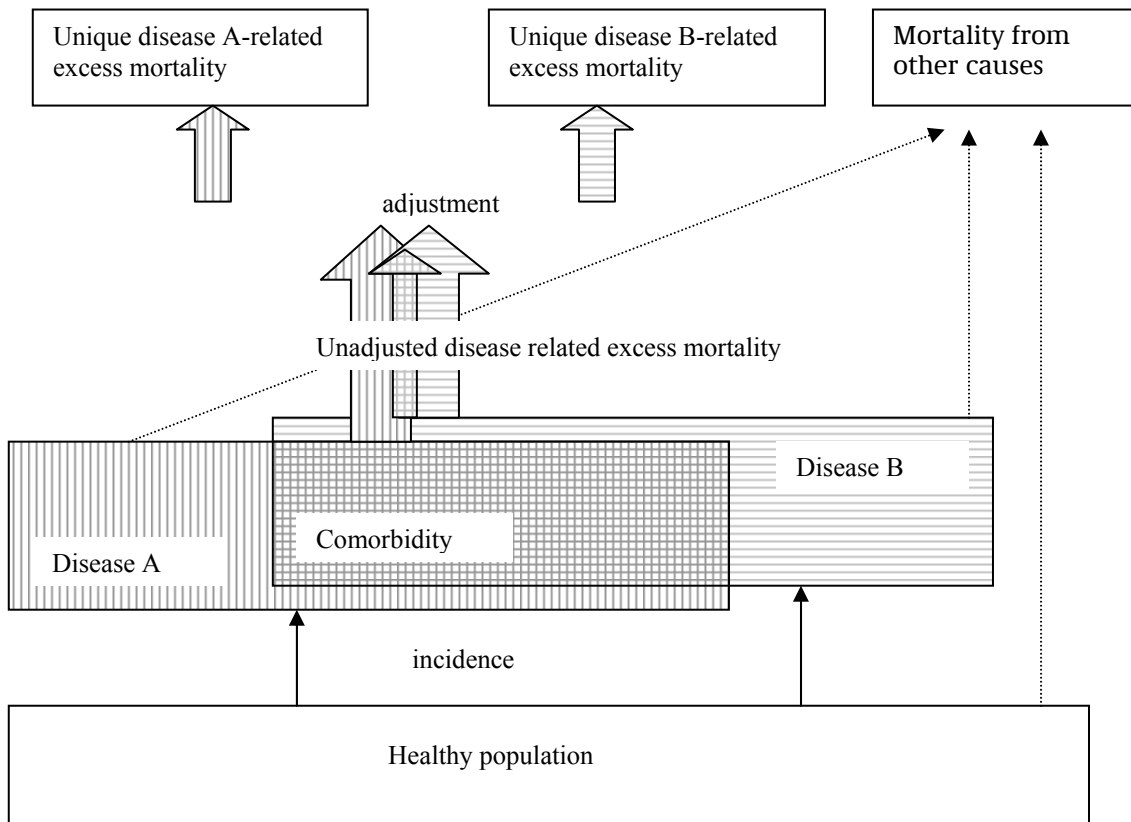 Unique disease A-related
excess mortality
Unique disease B-related
excess mortality
Mortality from
other causes
adjustment
Unadjusted disease related excess mortality
Disease B
Comorbidity
Disease A
incidence
Healthy population